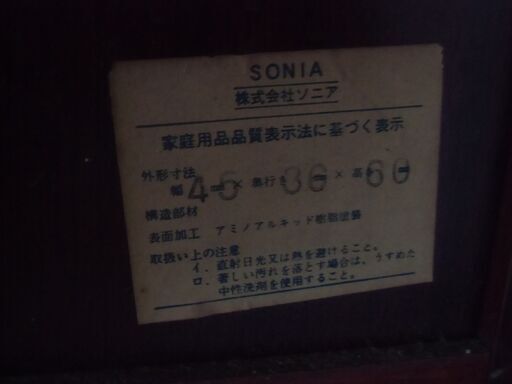 SONIA
株式会社ソニア
家庭用品品質表示法に基づく表示
外形寸法
幅 45 × 奥行き 30 × 高き 60
構造部材
表面加工 アミノアルキッド樹脂塗装
取扱い上の注意
イ．直射日光又は熱を避けること。
ロ．著しい汚れを落とす場合は、うすめた
中性洗剤を使用すること。